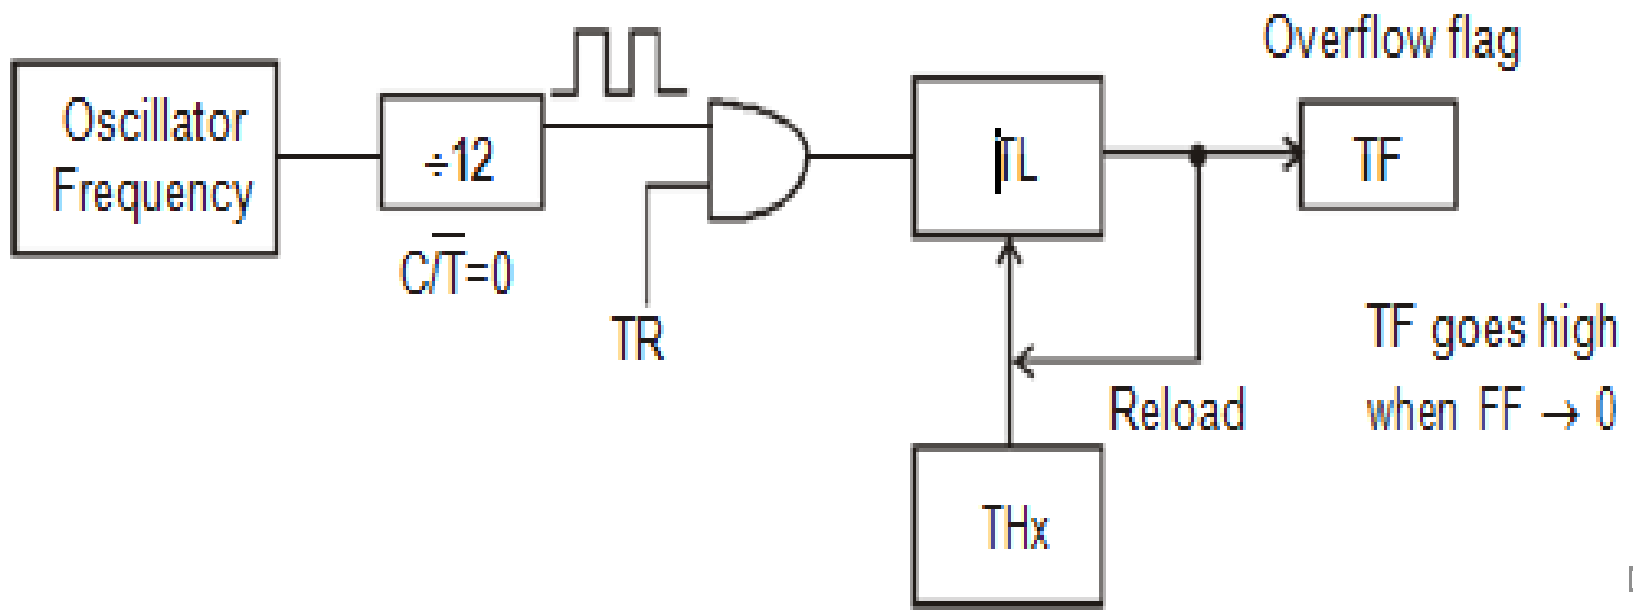 Overflow flag
Oscillator
Frequency
÷12
TL
TF
C/T̅=0
TR
TF goes high
when FF → 0
Reload
THx